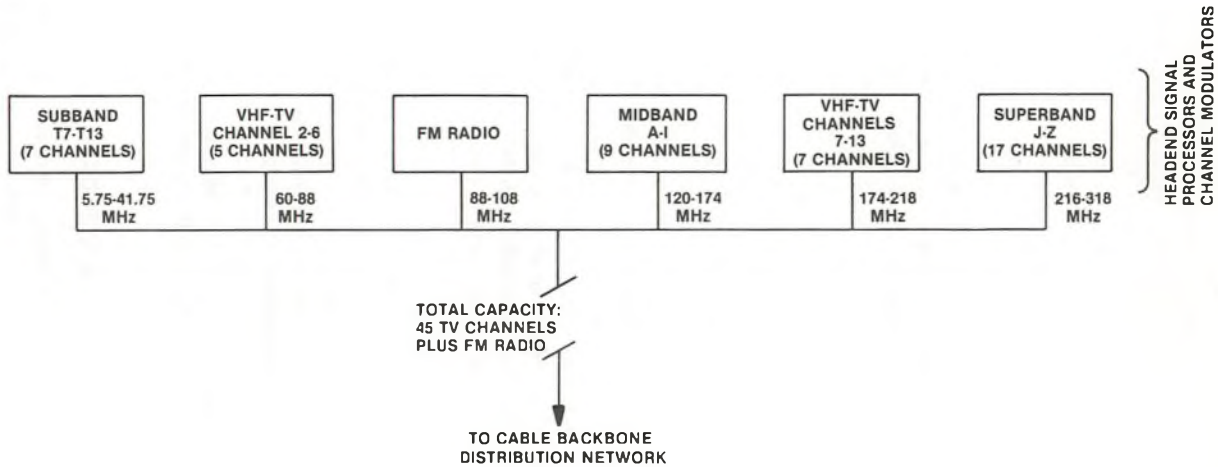 SUBBAND
T7-T13
(7 CHANNELS)
VHF-TV
CHANNEL 2-6
(5 CHANNELS)
FM RADIO
MIDBAND
A-I
(9 CHANNELS)
VHF-TV
CHANNELS
7-13
(7 CHANNELS)
SUPERBAND
J-Z
(17 CHANNELS)
HEADEND SIGNAL
PROCESSORS AND
CHANNEL MODULATORS
5.75-41.75
MHz
60-88
MHz
88-108
MHz
120-174
MHz
174-218
MHz
216-318
MHz
TOTAL CAPACITY:
45 TV CHANNELS
PLUS FM RADIO
TO CABLE BACKBONE
DISTRIBUTION NETWORK